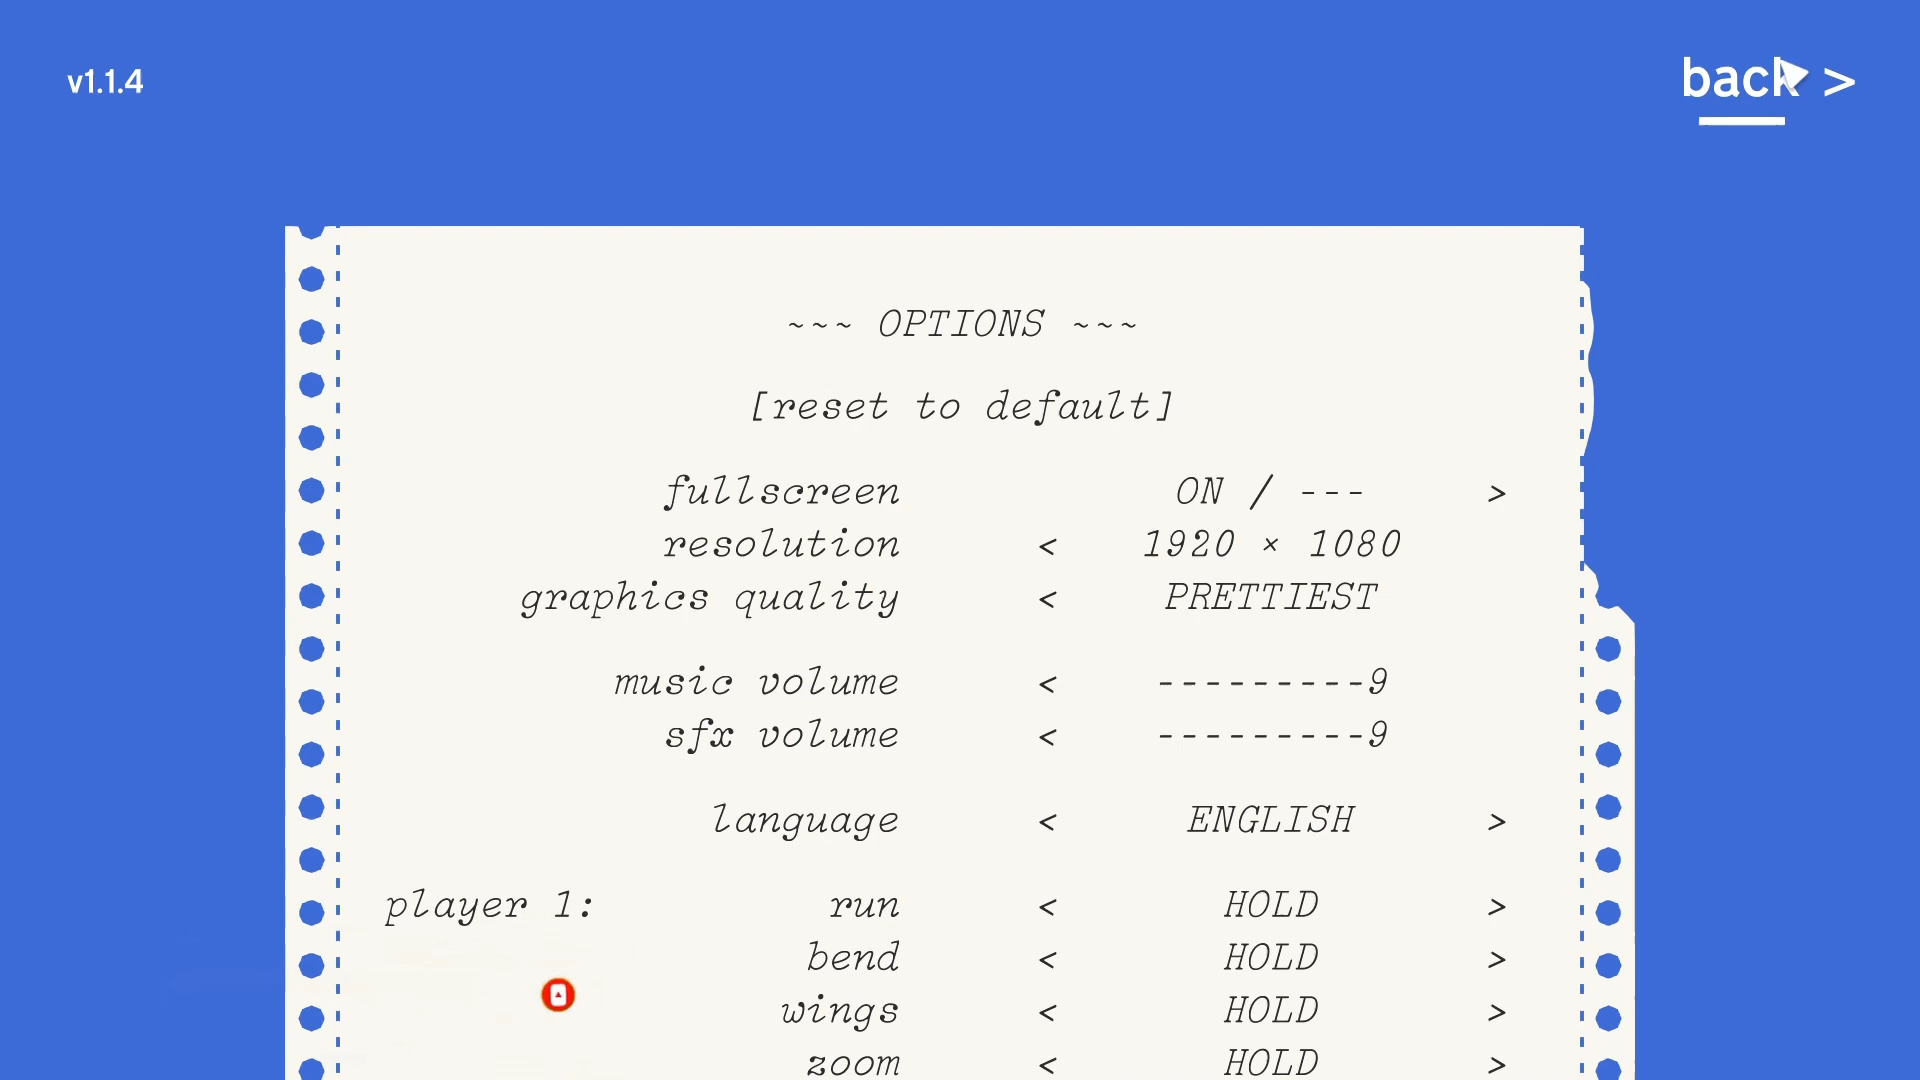 v1.1.4
back >
~~~ OPTIONS ~~~
[reset to default]
fullscreen ON / --- >
resolution < 1920 × 1080
graphics quality < PRETTIEST
music volume < ---------9
sfx volume < ---------9
language < ENGLISH >
player 1: run < HOLD >
bend < HOLD >
wings < HOLD >
zoom < HOLD >